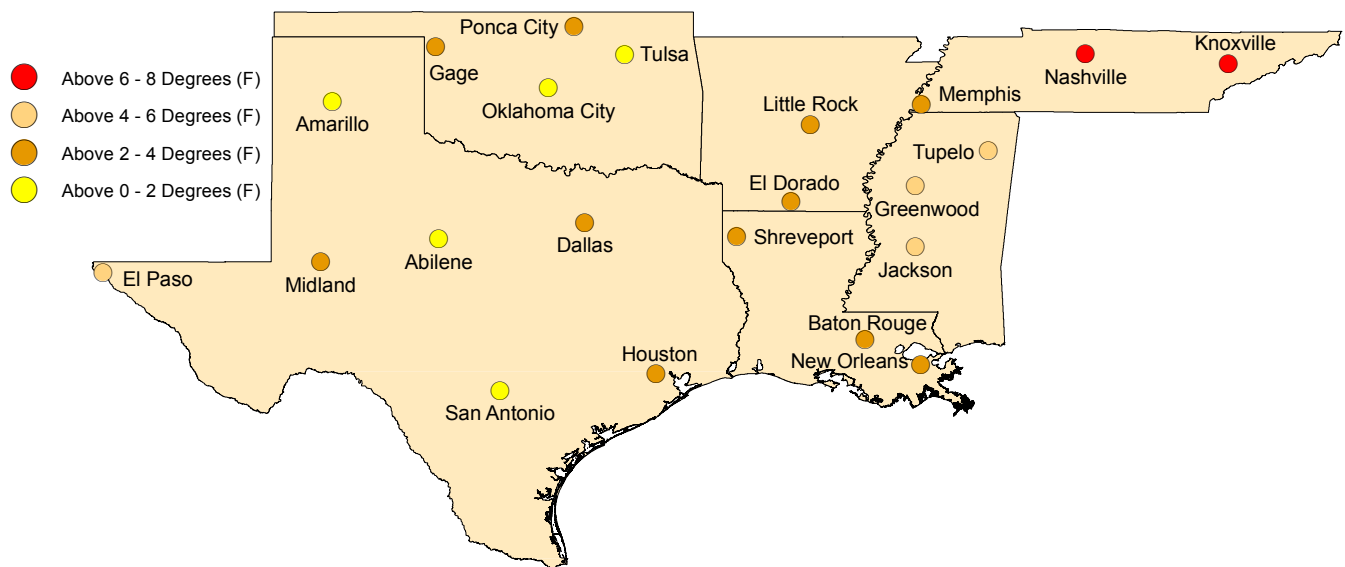 Above 6 - 8 Degrees (F)
Above 4 - 6 Degrees (F)
Above 2 - 4 Degrees (F)
Above 0 - 2 Degrees (F)
Ponca City
Gage
Tulsa
Oklahoma City
Amarillo
Little Rock
Memphis
Nashville
Knoxville
Tupelo
El Dorado
Greenwood
Dallas
Shreveport
Abilene
Jackson
El Paso
Midland
Baton Rouge
New Orleans
Houston
San Antonio